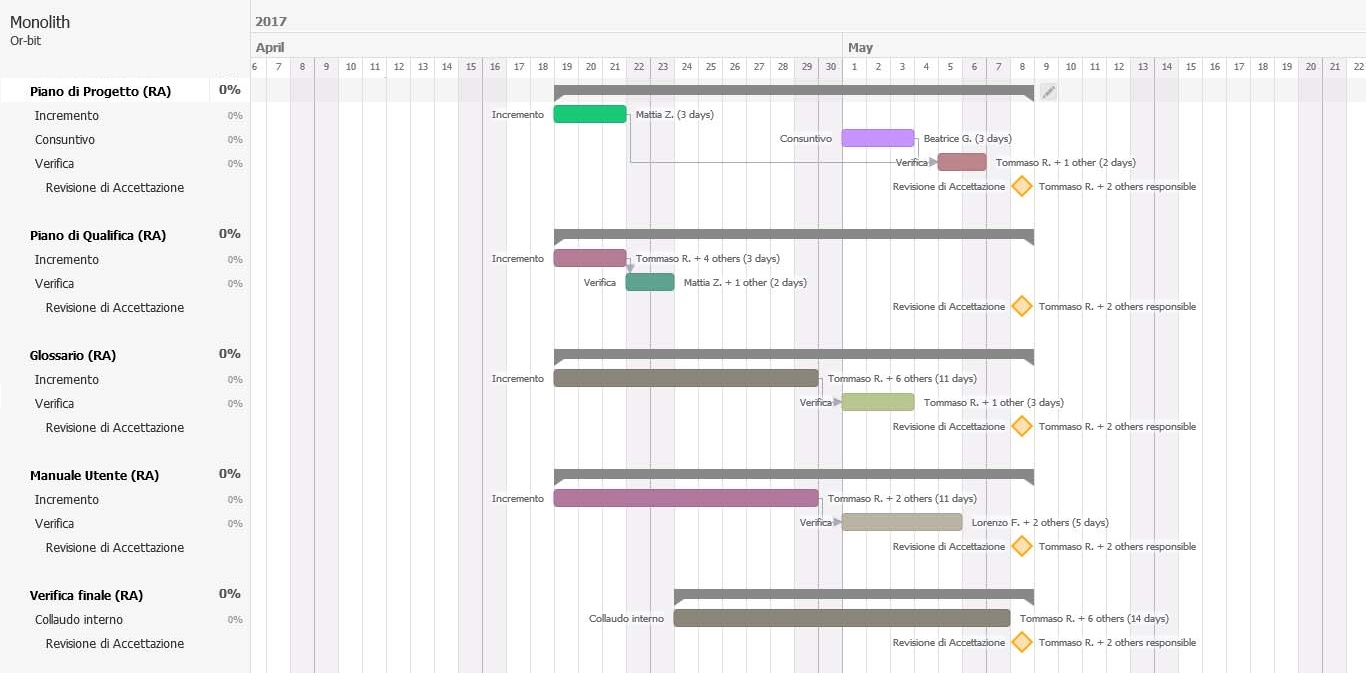 Monolith
Or-bit
2017
April May
6 7 8 9 10 11 12 13 14 15 16 17 18 19 20 21 22 23 24 25 26 27 28 29 30 1 2 3 4 5 6 7 8 9 10 11 12 13 14 15 16 17 18 19 20 21 22
Piano di Progetto (RA) 0%
Incremento 0% Incremento Mattia Z. (3 days)
Consuntivo 0% Consuntivo Beatrice G. (3 days)
Verifica 0% Verifica Tommaso R. + 1 other (2 days)
Revisione di Accettazione Revisione di Accettazione Tommaso R. + 2 others responsible
Piano di Qualifica (RA) 0%
Incremento 0% Incremento Tommaso R. + 4 others (3 days)
Verifica 0% Verifica Mattia Z. + 1 other (2 days)
Revisione di Accettazione Revisione di Accettazione Tommaso R. + 2 others responsible
Glossario (RA) 0%
Incremento 0% Incremento Tommaso R. + 6 others (11 days)
Verifica 0% Verifica Tommaso R. + 1 other (3 days)
Revisione di Accettazione Revisione di Accettazione Tommaso R. + 2 others responsible
Manuale Utente (RA) 0%
Incremento 0% Incremento Tommaso R. + 2 others (11 days)
Verifica 0% Verifica Lorenzo F. + 2 others (5 days)
Revisione di Accettazione Revisione di Accettazione Tommaso R. + 2 others responsible
Verifica finale (RA) 0%
Collaudo interno 0% Collaudo interno Tommaso R. + 6 others (14 days)
Revisione di Accettazione Revisione di Accettazione Tommaso R. + 2 others responsible